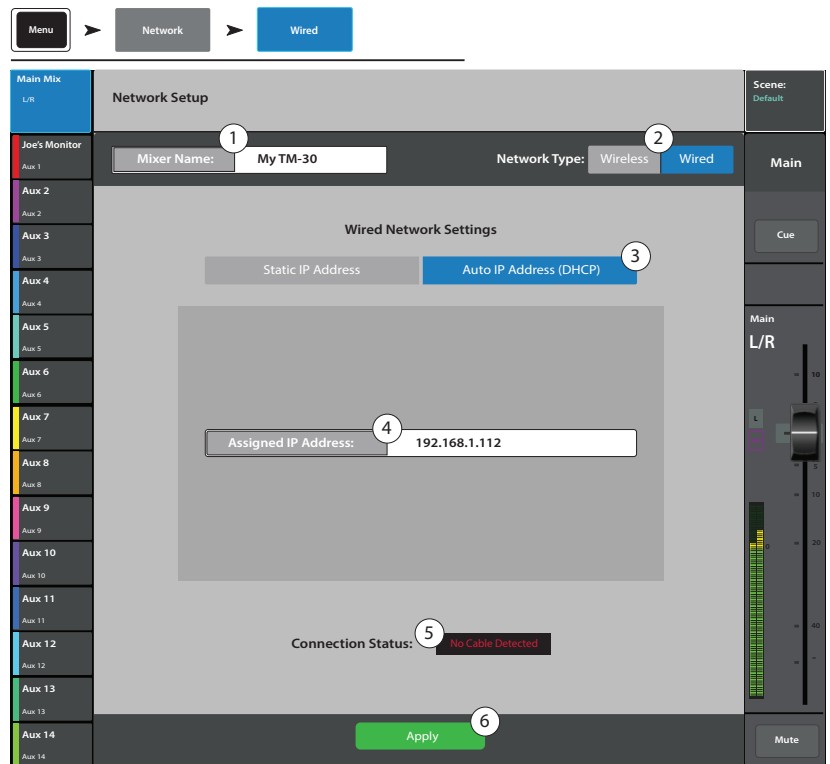 Menu
Network
Wired
Main Mix
L/R
Network Setup
Scene:
Default
Joe's Monitor
Aux 1
1
Mixer Name:
My TM-30
Network Type:
2
Wireless
Wired
Main
Aux 2
Aux 2
Aux 3
Aux 3
Wired Network Settings
Cue
Static IP Address
Auto IP Address (DHCP)
3
Aux 4
Aux 4
Aux 5
Aux 5
Main
L/R
Aux 6
Aux 6
10
Aux 7
Aux 7
4
Assigned IP Address:
192.168.1.112
L
Aux 8
Aux 8
5
10
Aux 9
Aux 9
Aux 10
Aux 10
0
20
Aux 11
Aux 11
40
Aux 12
Aux 12
Connection Status:
5
No Cable Detected
Aux 13
Aux 13
Aux 14
Aux 14
Apply
6
Mute